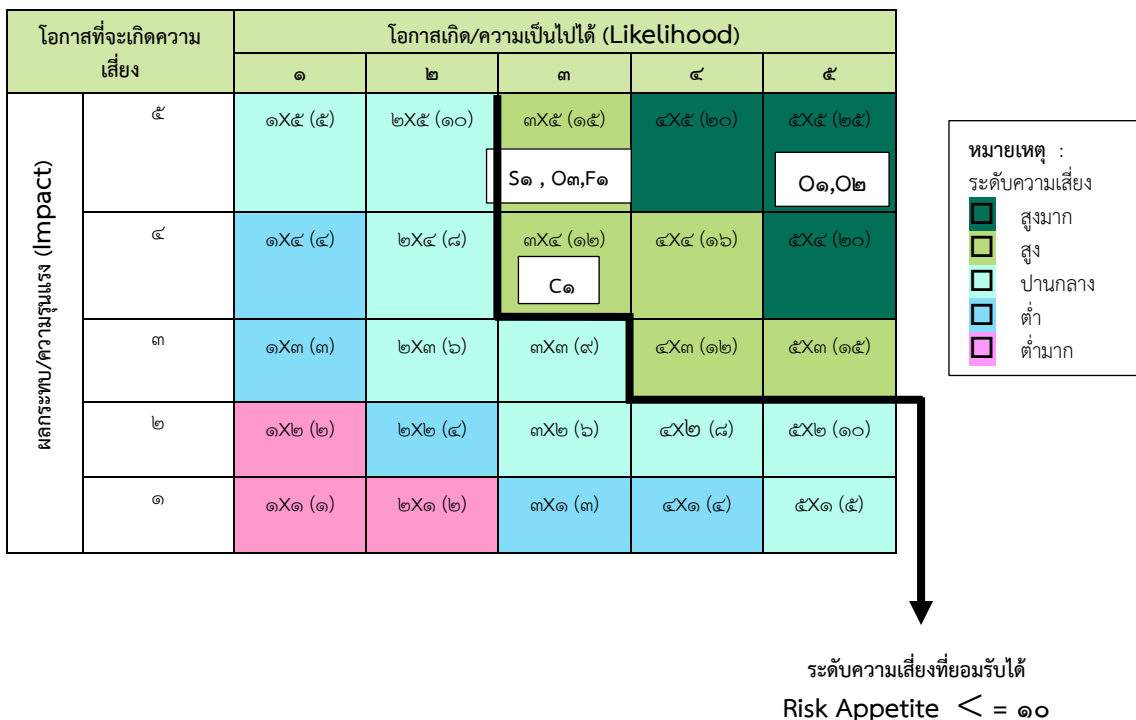 โอกาสที่จะเกิดความ
เสี่ยง
โอกาสเกิด/ความเป็นไปได้ (Likelihood)
๑ ๒ ๓ ๔ ๕
ผลกระทบ/ความรุนแรง (Impact)
๕ ๑X๕ (๕) ๒X๕ (๑๐) ๓X๕ (๑๕) ๔X๕ (๒๐) ๕X๕ (๒๕)
S๑ , O๓,F๑ O๑,O๒
๔ ๑X๔ (๔) ๒X๔ (๘) ๓X๔ (๑๒) ๔X๔ (๑๖) ๕X๔ (๒๐)
C๑
๓ ๑X๓ (๓) ๒X๓ (๖) ๓X๓ (๙) ๔X๓ (๑๒) ๕X๓ (๑๕)
๒ ๑X๒ (๒) ๒X๒ (๔) ๓X๒ (๖) ๔X๒ (๘) ๕X๒ (๑๐)
๑ ๑X๑ (๑) ๒X๑ (๒) ๓X๑ (๓) ๔X๑ (๔) ๕X๑ (๕)
หมายเหตุ :
ระดับความเสี่ยง
สูงมาก
สูง
ปานกลาง
ต่ำ
ต่ำมาก
ระดับความเสี่ยงที่ยอมรับได้
Risk Appetite < = ๑๐